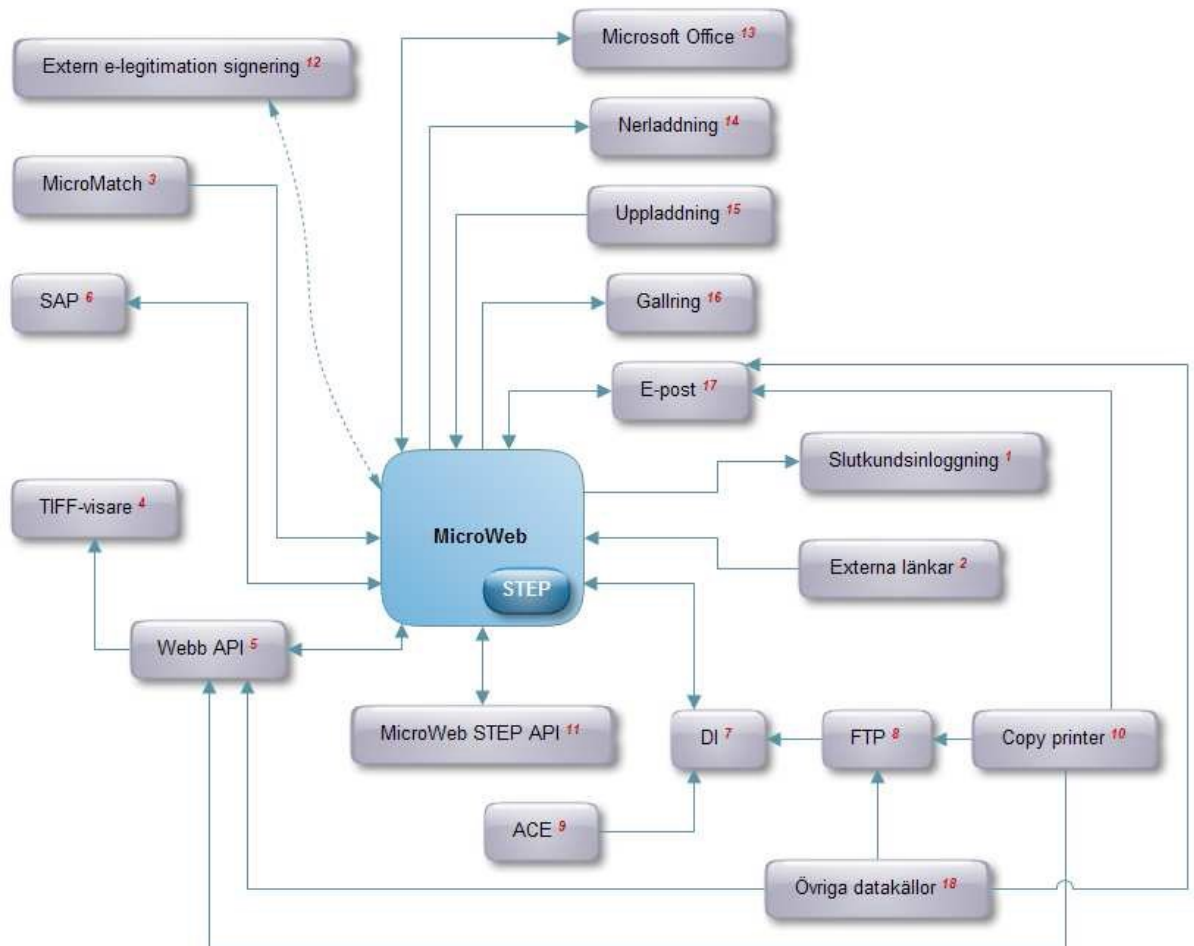 Microsoft Office 13
Extern e-legitimation signering 12
Nerladdning 14
MicroMatch 3
Uppladdning 15
SAP 6
Gallring 16
E-post 17
Slutkundsinloggning 1
TIFF-visare 4
MicroWeb
Externa länkar 2
STEP
Webb API 5
MicroWeb STEP API 11
DI 7
FTP 8
Copy printer 10
ACE 9
Övriga datakällor 18